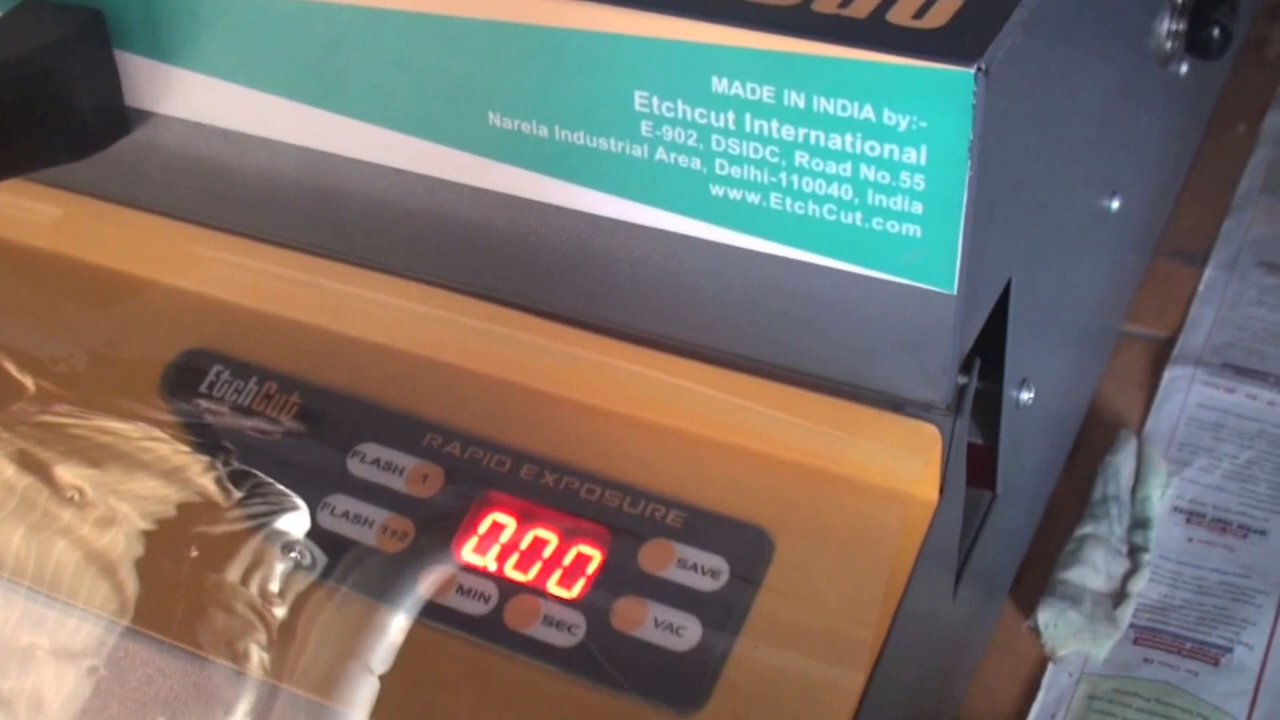 MADE IN INDIA by:-
Etchcut International
E-902, DSIDC, Road No.55
Narela Industrial Area, Delhi-110040, India
www.EtchCut.com
EtchCut
RAPID EXPOSURE
FLASH 1
FLASH 1+2
0.00
SAVE
MIN
SEC
VAC